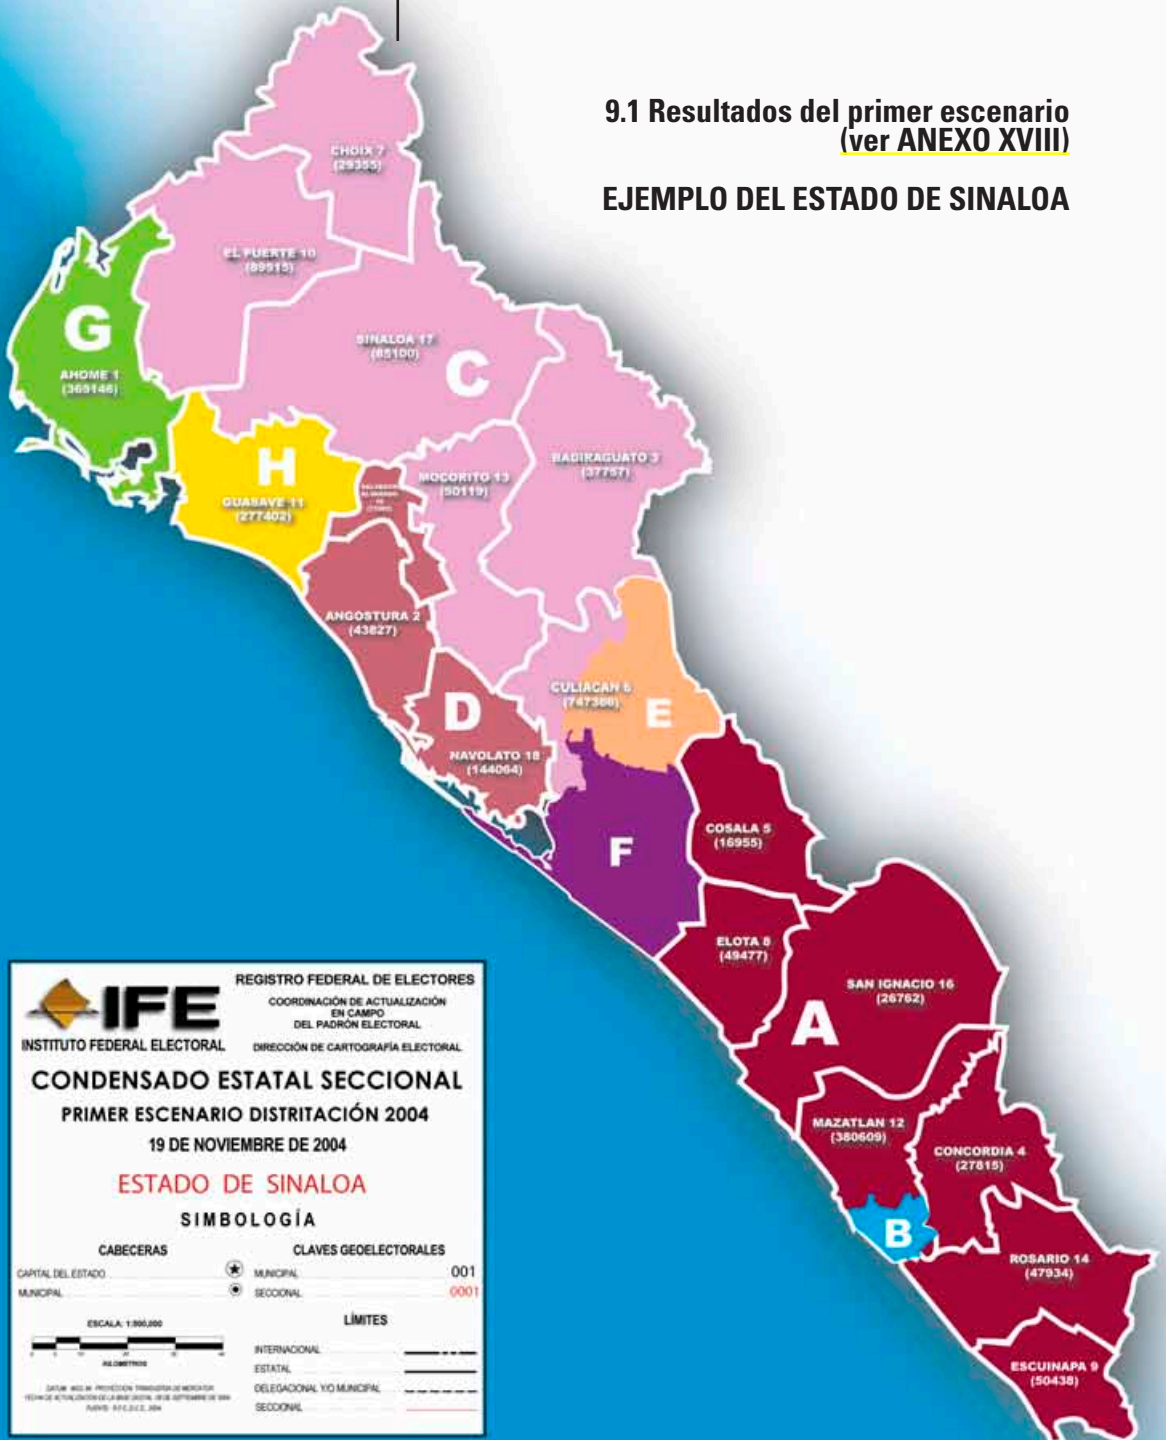 9.1 Resultados del primer escenario
(ver ANEXO XVIII)
EJEMPLO DEL ESTADO DE SINALOA
CHOIX 7
(29355)
EL FUERTE 10
(89515)
G
AHOME 1
(369146)
SINALOA 17
(85100)
C
H
GUASAVE 11
(277402)
MOCORITO 13
(50119)
BADIRAGUATO 3
(37757)
SALVADOR
ALVARADO
ANGOSTURA 2
(43827)
CULIACAN 6
E
D
NAVOLATO 18
(144064)
F
COSALA 5
(16955)
ELOTA 8
(49477)
SAN IGNACIO 16
(26762)
A
MAZATLAN 12
(380609)
CONCORDIA 4
(27815)
B
ROSARIO 14
(47934)
ESCUINAPA 9
(50438)
IFE
INSTITUTO FEDERAL ELECTORAL
REGISTRO FEDERAL DE ELECTORES
COORDINACIÓN DE ACTUALIZACIÓN
EN CAMPO
DEL PADRÓN ELECTORAL
DIRECCIÓN DE CARTOGRAFÍA ELECTORAL
CONDENSADO ESTATAL SECCIONAL
PRIMER ESCENARIO DISTRITACIÓN 2004
19 DE NOVIEMBRE DE 2004
ESTADO DE SINALOA
SIMBOLOGÍA
CABECERAS
CAPITAL DEL ESTADO
MUNICIPAL
CLAVES GEOELECTORALES
MUNICIPAL 001
SECCIONAL 0001
ESCALA: 1:500,000
KILOMETROS
LÍMITES
INTERNACIONAL
ESTATAL
DELEGACIONAL Y/O MUNICIPAL
SECCIONAL